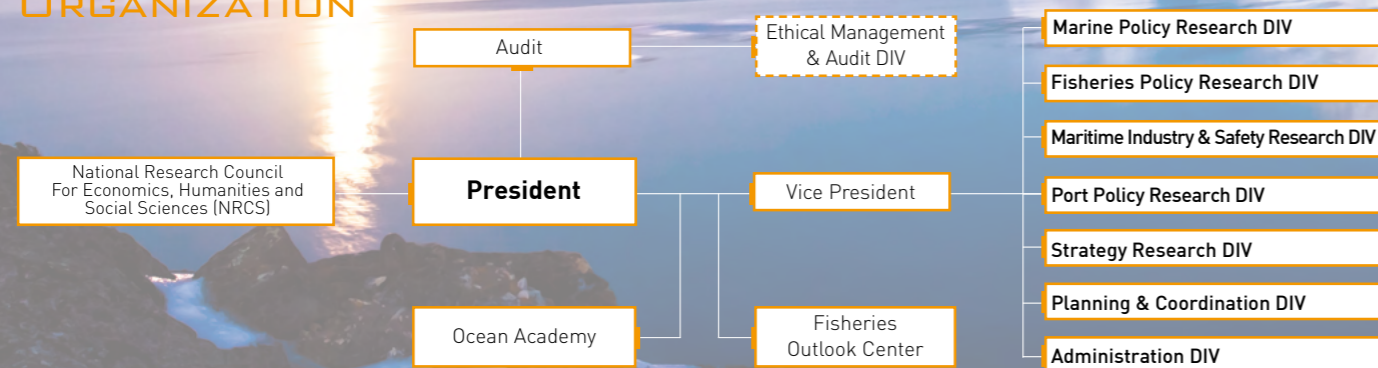 ORGANIZATION
Audit
Ethical Management
& Audit DIV
National Research Council
For Economics, Humanities and
Social Sciences (NRCS)
President
Vice President
Ocean Academy
Fisheries
Outlook Center
Marine Policy Research DIV
Fisheries Policy Research DIV
Maritime Industry & Safety Research DIV
Port Policy Research DIV
Strategy Research DIV
Planning & Coordination DIV
Administration DIV